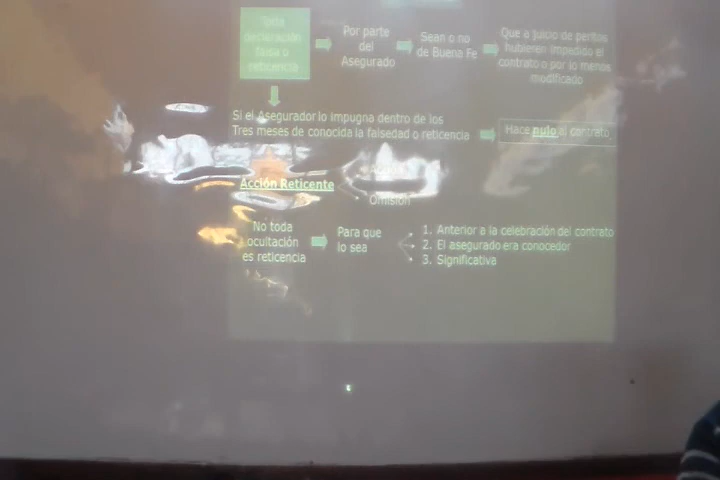 Toda
declaración
falsa o
reticencia
Por parte
del
Asegurado
Sean o no
de Buena Fe
Que a juicio de peritos
hubieren impedido el
contrato o por lo menos
modificado
Si el Asegurador lo impugna dentro de los
Tres meses de conocida la falsedad o reticencia
Hace nulo el contrato
Acción Reticente
Omisión
No toda
ocultación
es reticencia
Para que
lo sea
1. Anterior a la celebración del contrato
2. El asegurado era conocedor
3. Significativa